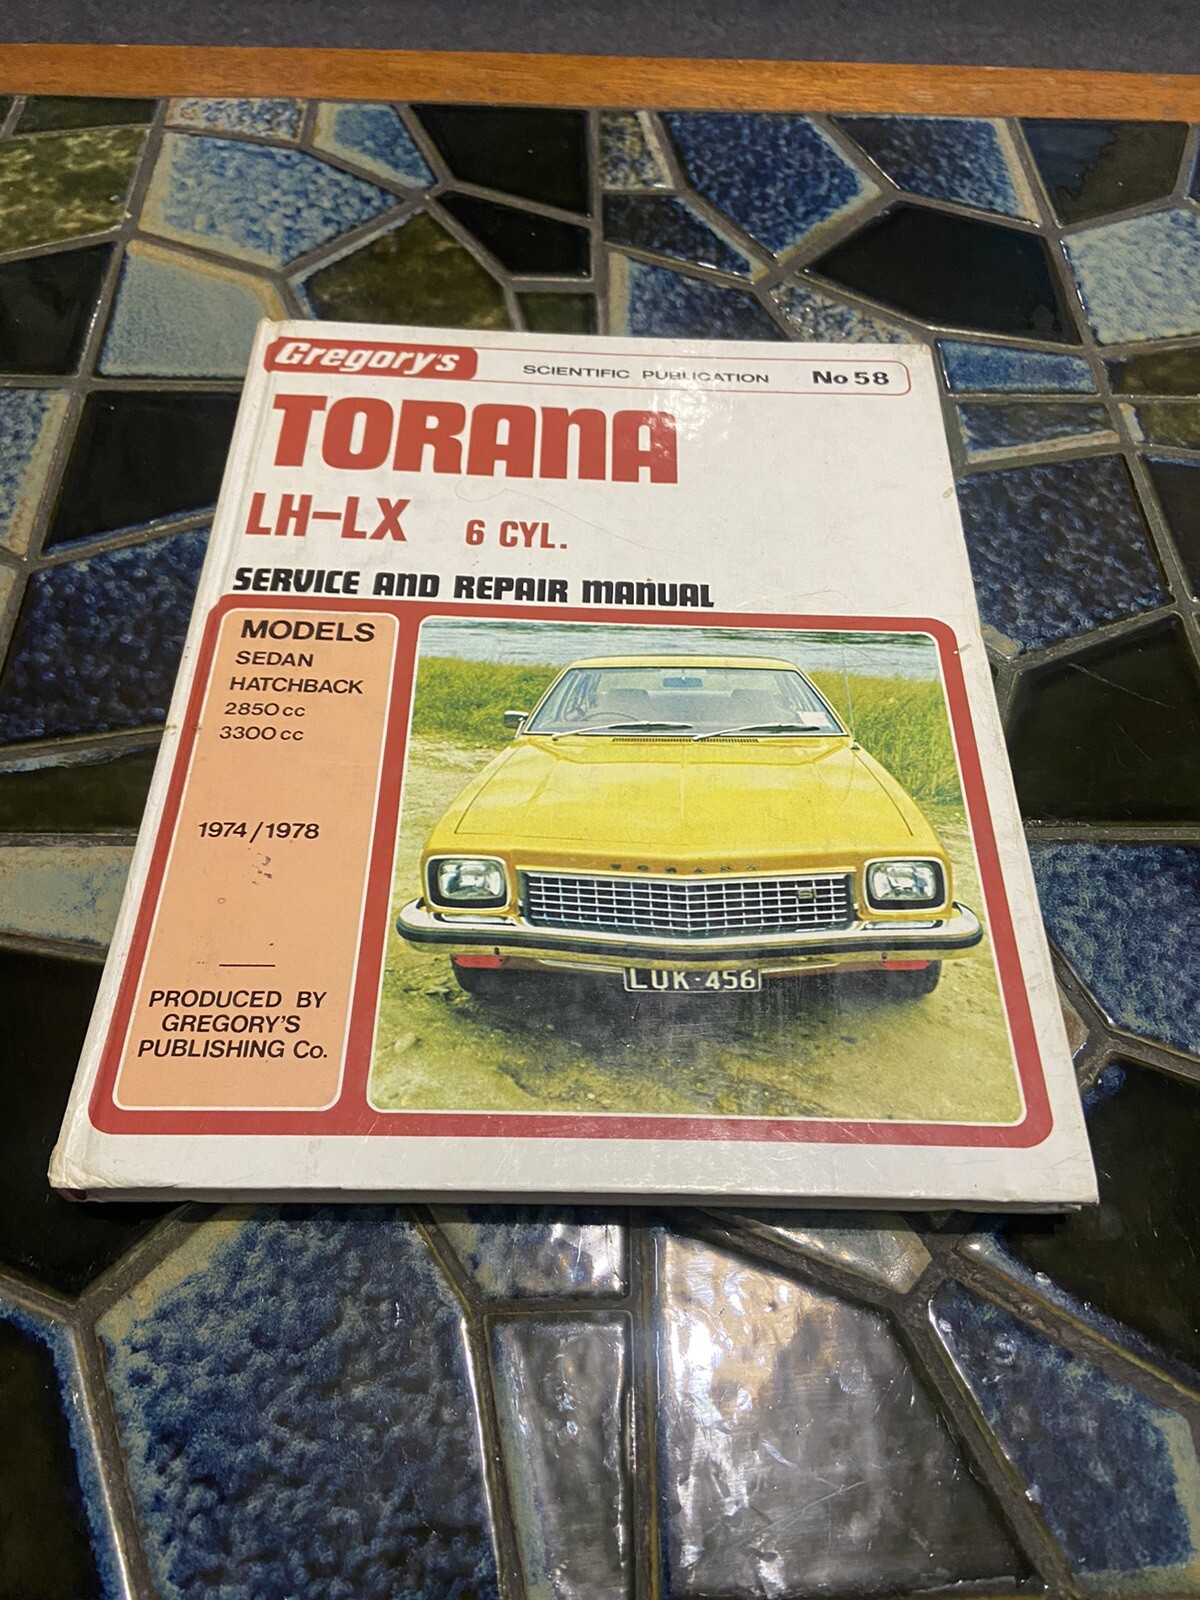 Gregory's SCIENTIFIC PUBLICATION No 58
TORANA
LH-LX 6 CYL.
SERVICE AND REPAIR MANUAL
MODELS
SEDAN
HATCHBACK
2850 cc
3300 cc
1974/1978
PRODUCED BY
GREGORY'S
PUBLISHING Co.
TORANA
LUK·456